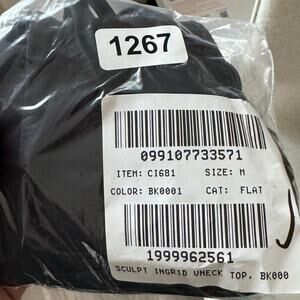 1267
099107733571
ITEM: CI681 SIZE: M
COLOR: BK0001 CAT: FLAT
1999962561
SCULPT INGRID VNECK TOP, BK000